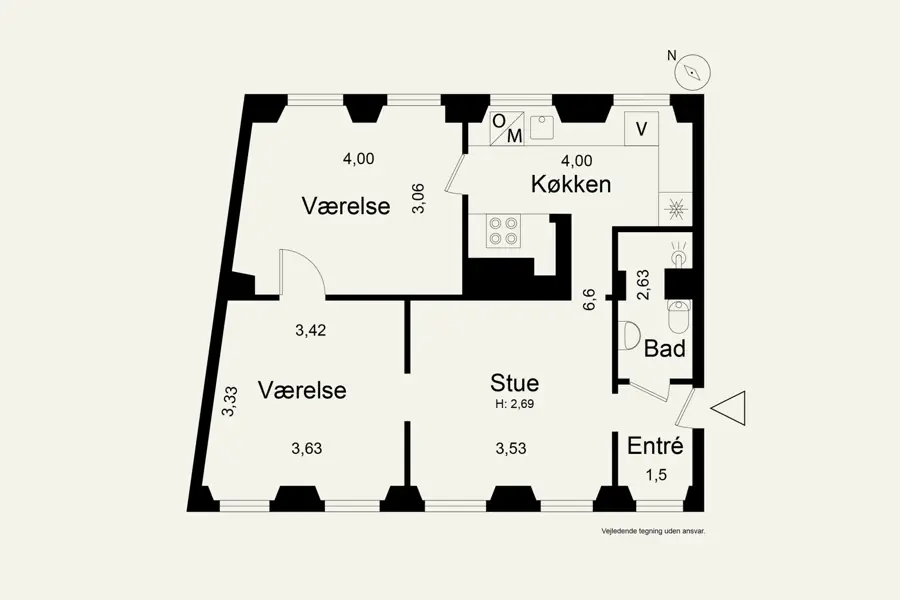 N
O
M
V
4,00
4,00
Køkken
3,06
Værelse
2,63
6,6
3,42
Bad
Stue
H: 2,69
Værelse
3,33
Entré
3,63
3,53
1,5
Vejledende tegning uden ansvar.